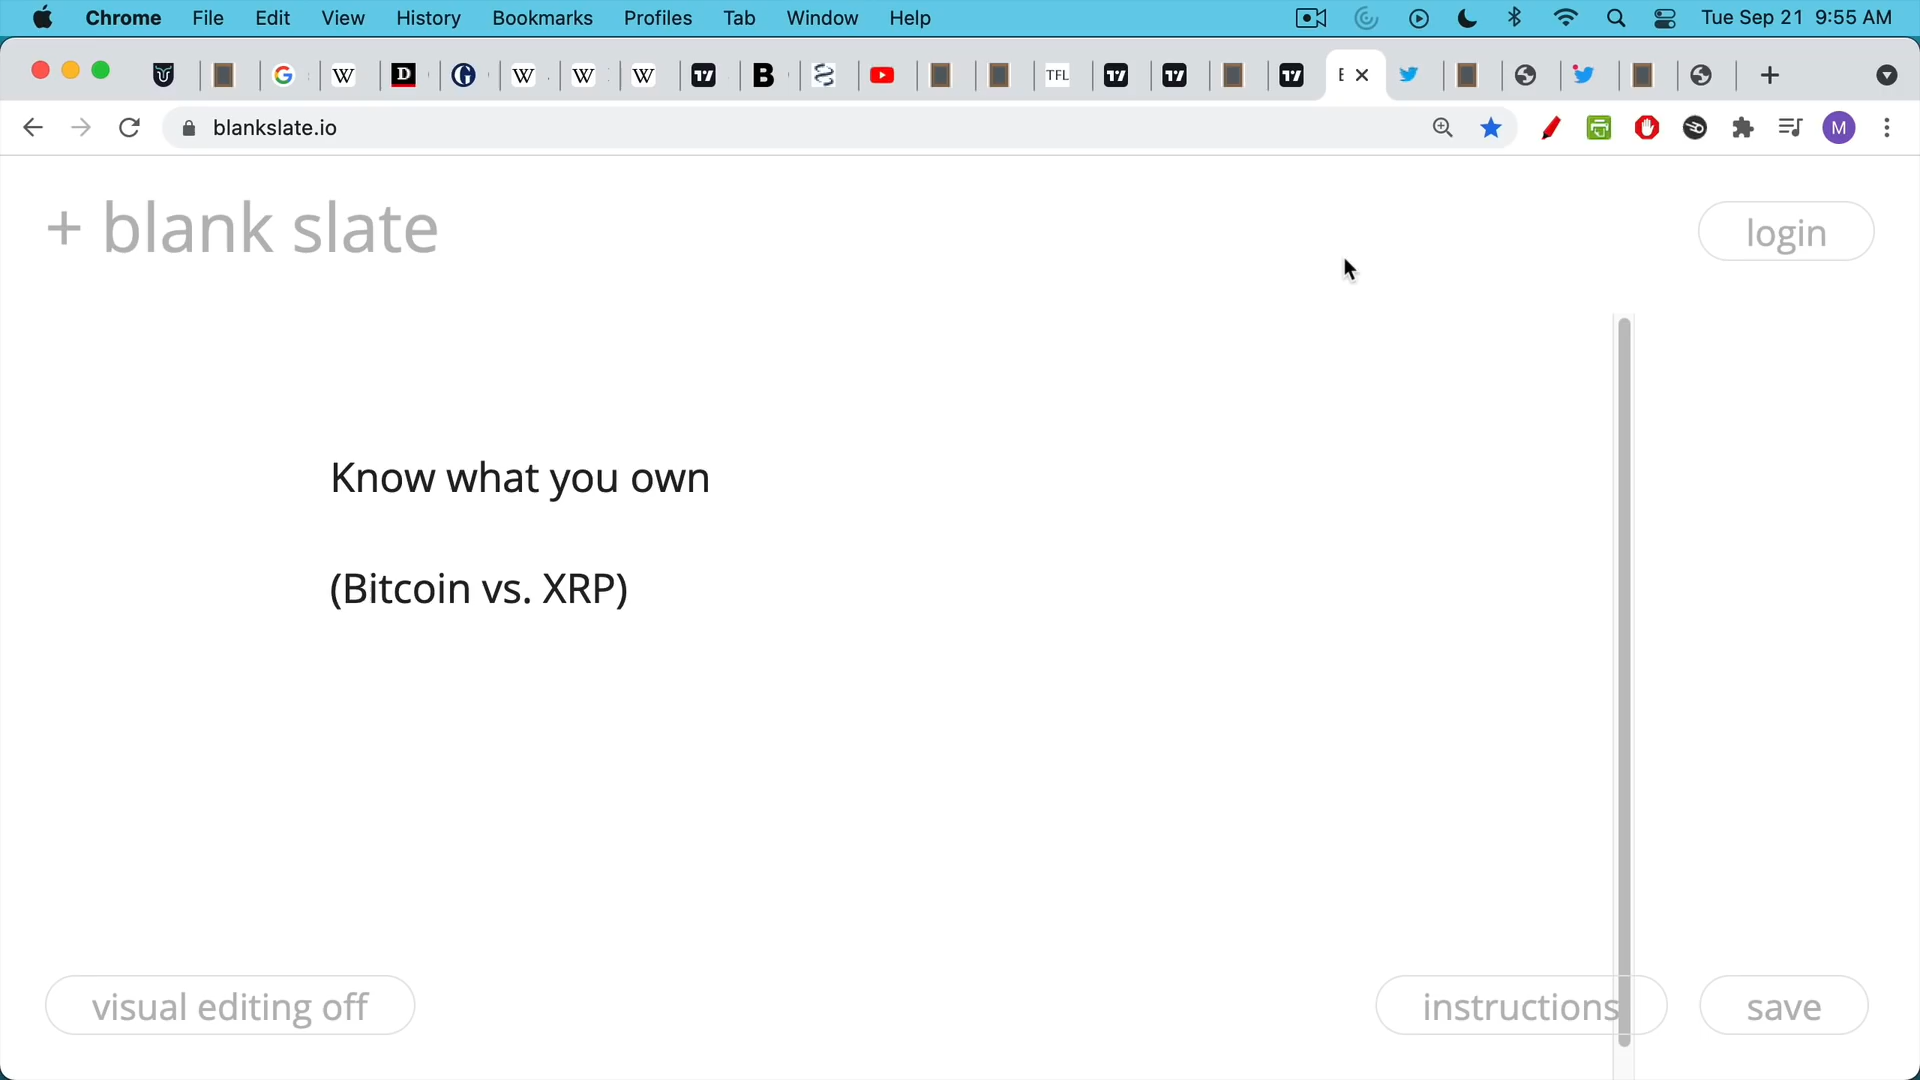 Chrome File Edit View History Bookmarks Profiles Tab Window Help Tue Sep 21 9:55 AM
G W D W W W B TFL
blankslate.io M
+ blank slate
login
Know what you own
(Bitcoin vs. XRP)
visual editing off
instructions
save